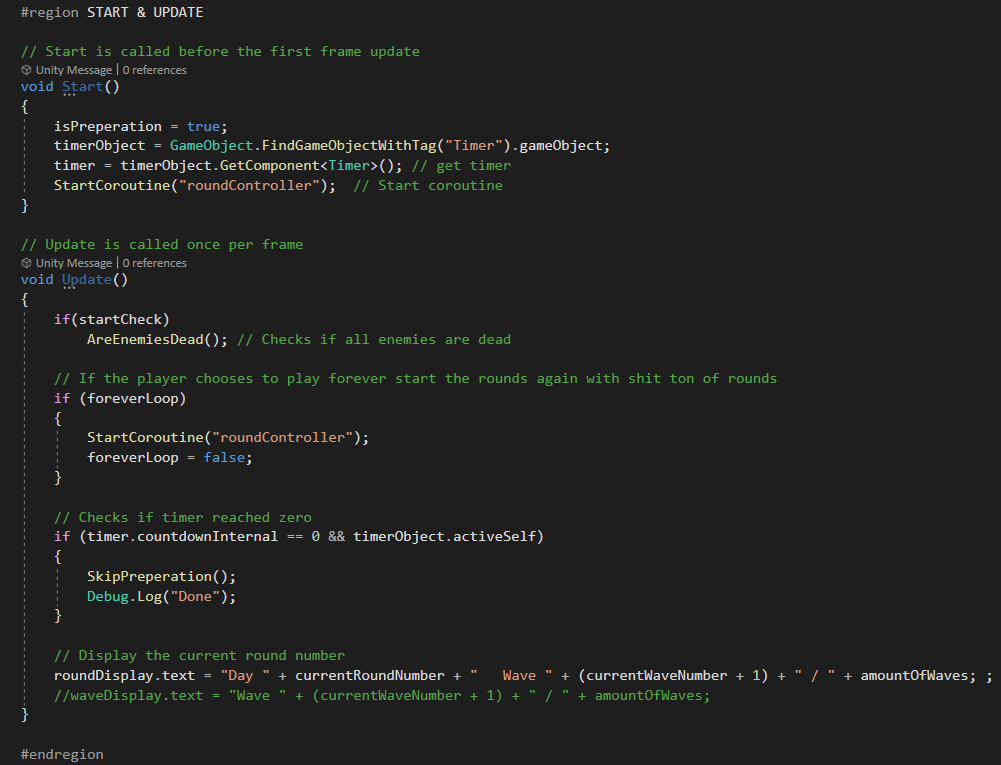 #region START & UPDATE
// Start is called before the first frame update
Unity Message | 0 references
void Start()
{
isPreperation = true;
timerObject = GameObject.FindGameObjectWithTag("Timer").gameObject;
timer = timerObject.GetComponent<Timer>(); // get timer
StartCoroutine("roundController");  // Start coroutine
}
// Update is called once per frame
Unity Message | 0 references
void Update()
{
if(startCheck)
AreEnemiesDead(); // Checks if all enemies are dead
// If the player chooses to play forever start the rounds again with shit ton of rounds
if (foreverLoop)
{
StartCoroutine("roundController");
foreverLoop = false;
}
// Checks if timer reached zero
if (timer.countdownInternal == 0 && timerObject.activeSelf)
{
SkipPreperation();
Debug.Log("Done");
}
// Display the current round number
roundDisplay.text = "Day " + currentRoundNumber + "   Wave " + (currentWaveNumber + 1) + " / " + amountOfWaves; ;
//waveDisplay.text = "Wave " + (currentWaveNumber + 1) + " / " + amountOfWaves;
}
#endregion